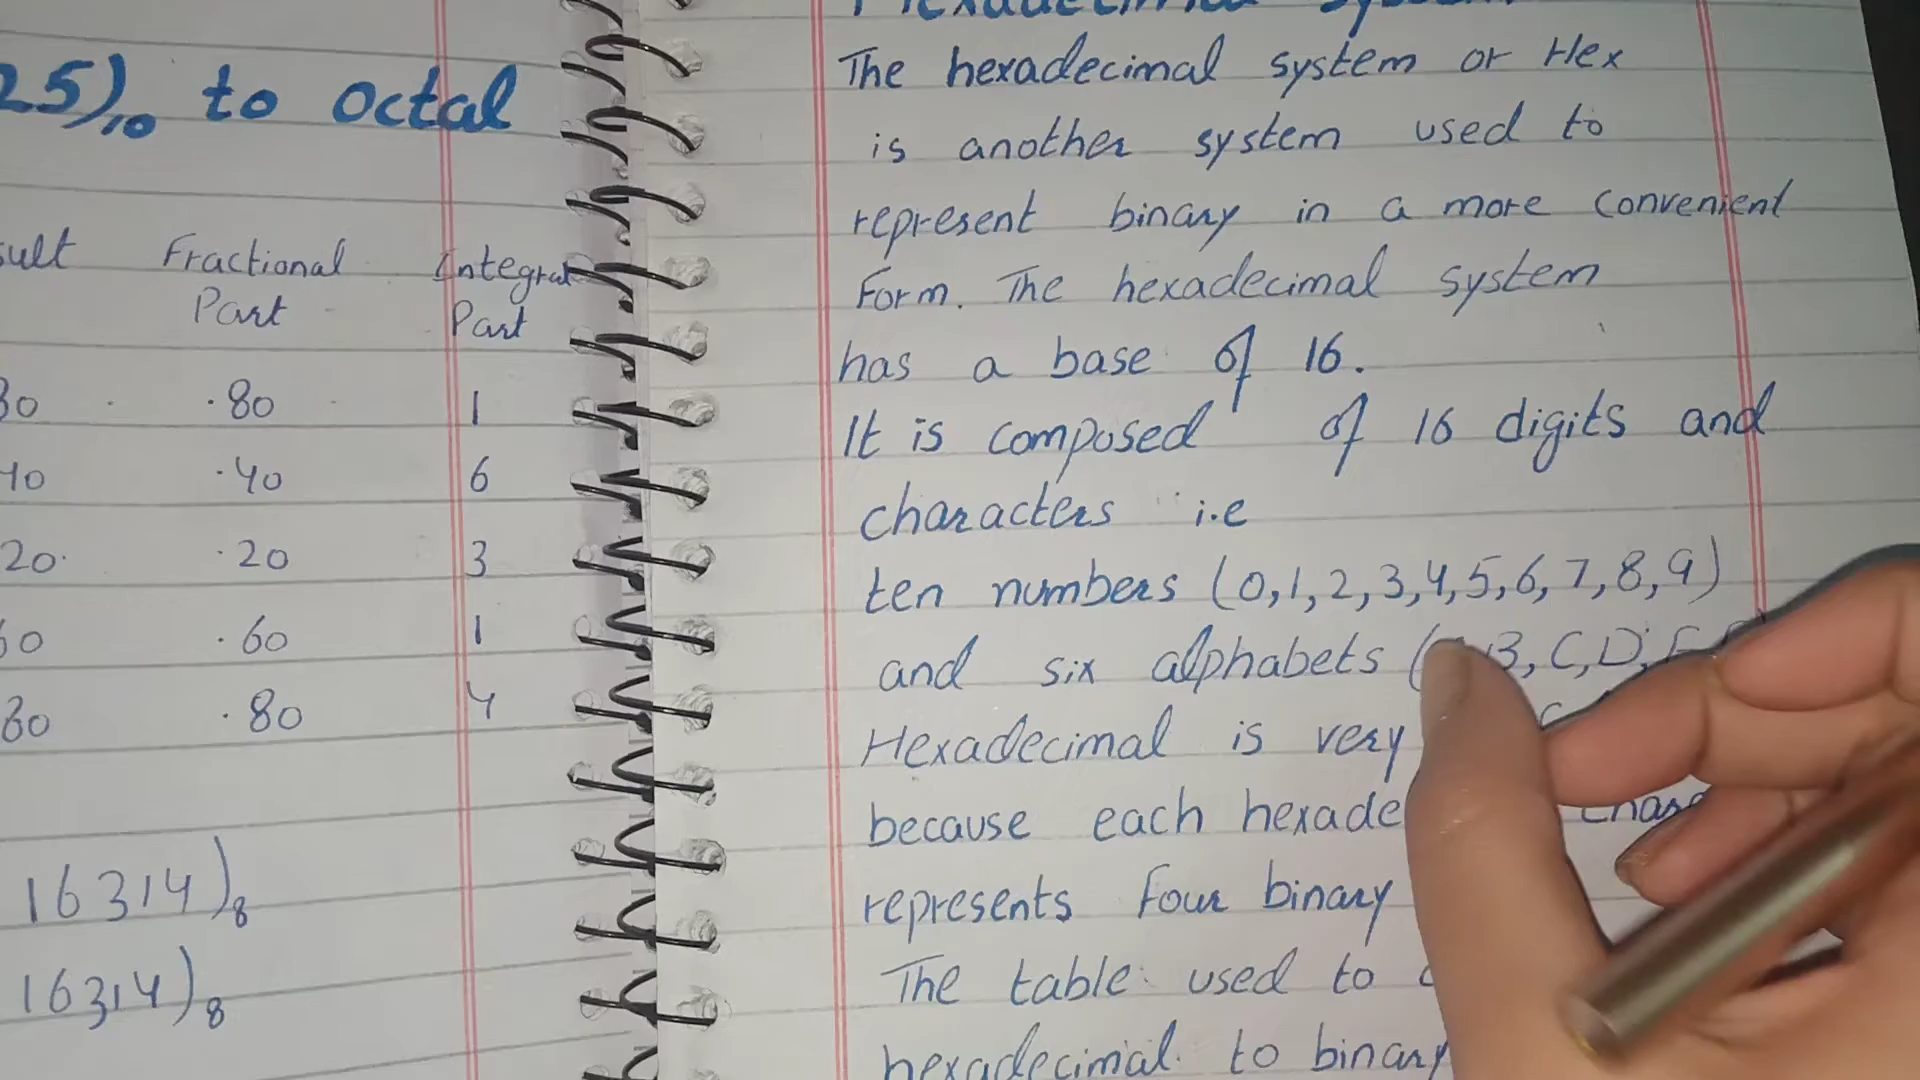 25)10 to Octal
Fractional Integral
Part Part
.80 1
40 .40 6
20. .20 3
60 .60 1
80 .80 4
16314)8
16314)8
Hexadecimal System
The hexadecimal system or Hex
is another system used to
represent binary in a more convenient
Form. The hexadecimal system
has a base of 16.
It is composed of 16 digits and
characters i.e
ten numbers (0,1,2,3,4,5,6,7,8,9)
and six alphabets ( B, C, D, E
Hexadecimal is very
because each
represents Four binary
The table used to
hexadecimal to binary